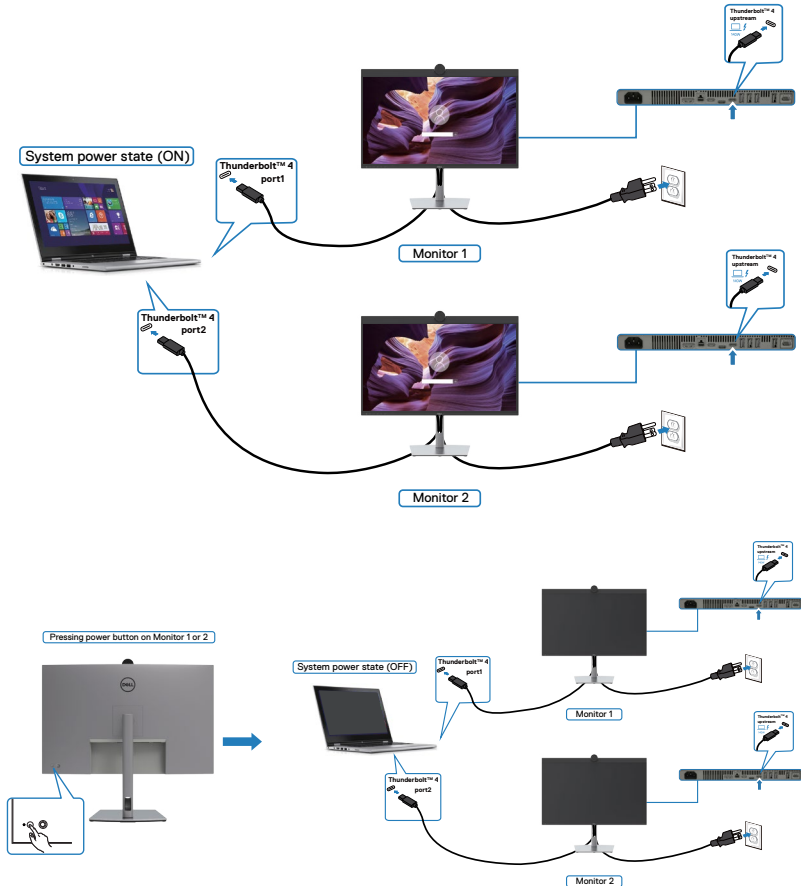 Thunderbolt™ 4
upstream
140W
System power state (ON)
Thunderbolt™ 4
port1
Monitor 1
Thunderbolt™ 4
upstream
140W
Thunderbolt™ 4
port2
Monitor 2
Thunderbolt™ 4
upstream
Pressing power button on Monitor 1 or 2
DELL
System power state (OFF)
Thunderbolt™ 4
port1
Monitor 1
Thunderbolt™ 4
upstream
Thunderbolt™ 4
port2
Monitor 2